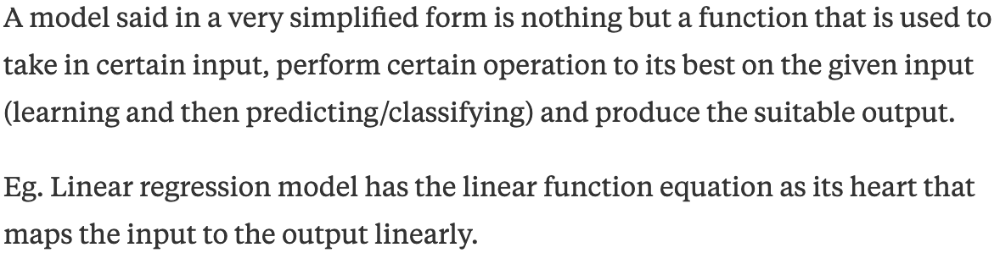 A model said in a very simplified form is nothing but a function that is used to
take in certain input, perform certain operation to its best on the given input
(learning and then predicting/classifying) and produce the suitable output.
Eg. Linear regression model has the linear function equation as its heart that
maps the input to the output linearly.